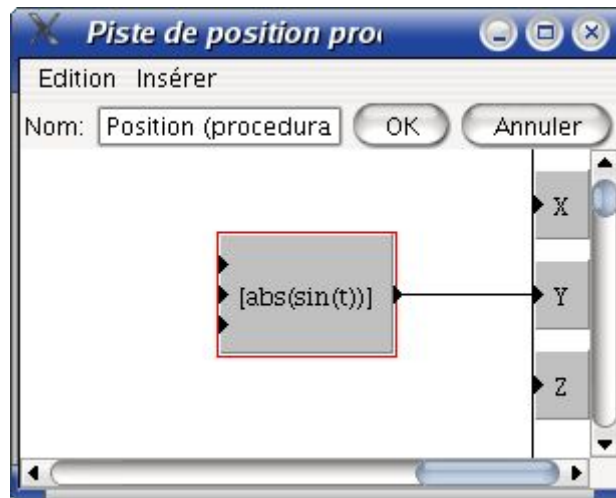 Piste de position pro
Edition Insérer
Nom: Position (procedura OK Annuler
X
[abs(sin(t))] Y
Z